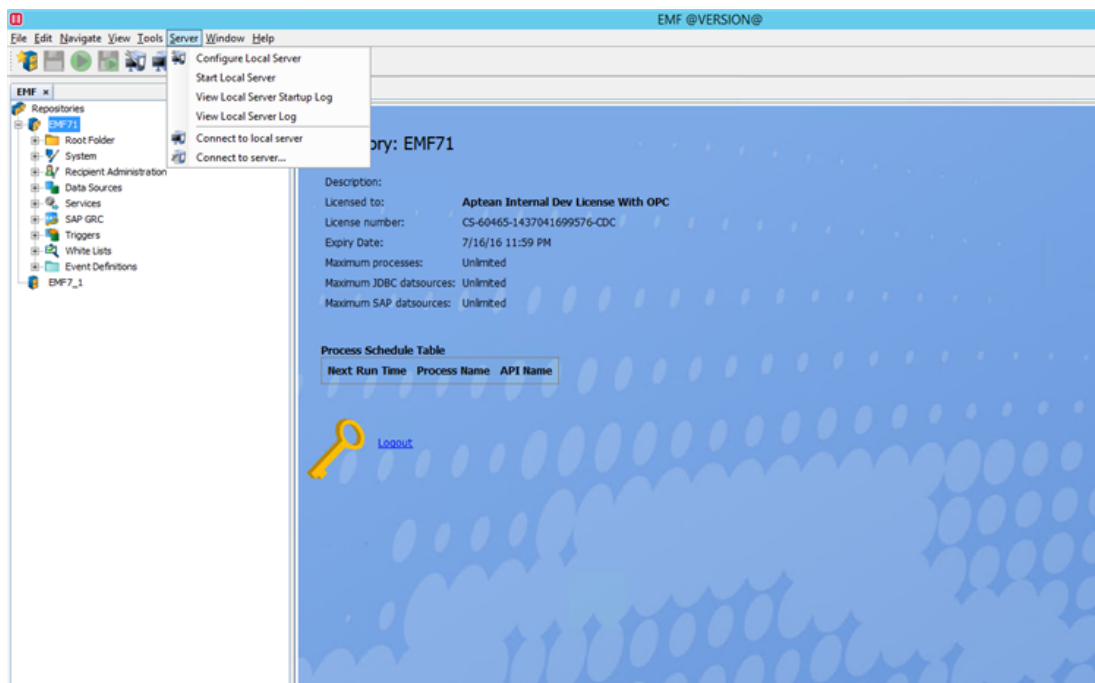 EMF @VERSION@
File Edit Navigate View Tools Server Window Help
Configure Local Server
Start Local Server
View Local Server Startup Log
View Local Server Log
Connect to local server
Connect to server...
EMF ×
Repositories
EMF71
Root Folder
System
Recipient Administration
Data Sources
Services
SAP GRC
Triggers
White Lists
Event Definitions
EMF7_1
ory: EMF71
Description:
Licensed to: Aptean Internal Dev License With OPC
License number: CS-60465-1437041699576-CDC
Expiry Date: 7/16/16 11:59 PM
Maximum processes: Unlimited
Maximum JDBC datsources: Unlimited
Maximum SAP datsources: Unlimited
Process Schedule Table
Next Run Time Process Name API Name
Logout